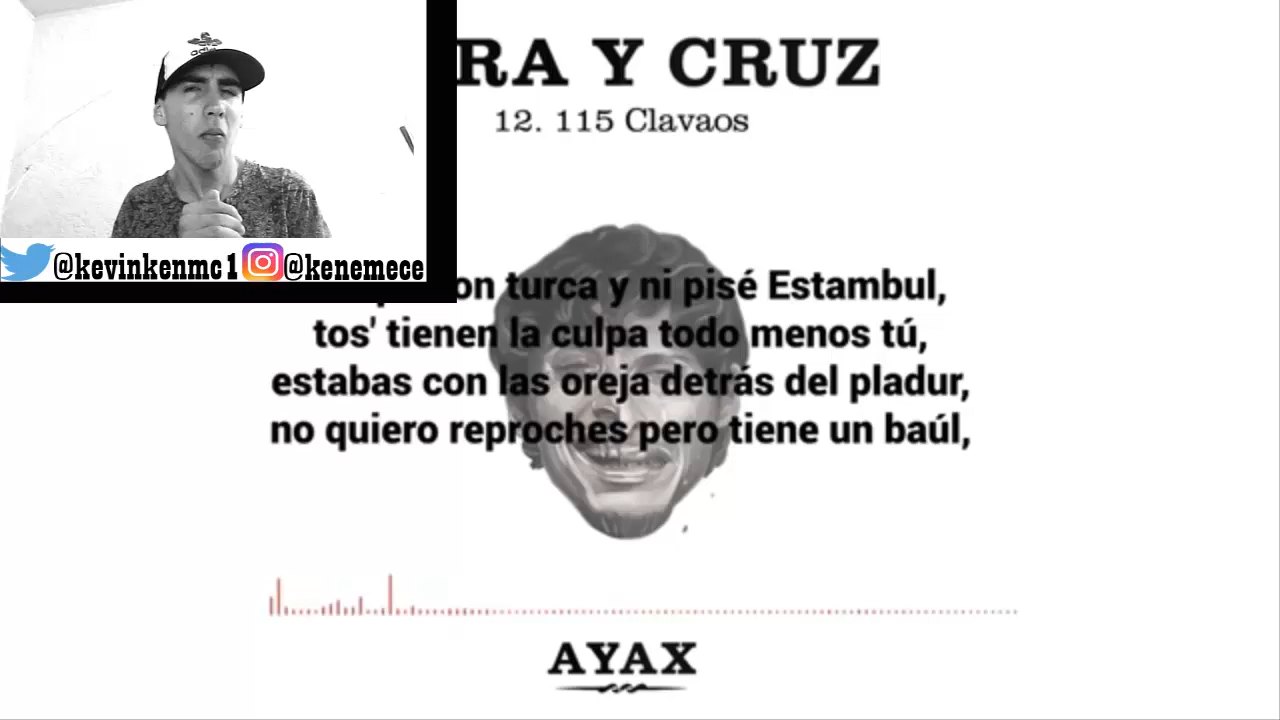 RA Y CRUZ
12. 115 Clavaos
@kevinkenmc1 @kenemece
on turca y ni pisé Estambul,
tos' tienen la culpa todo menos tú,
estabas con las oreja detrás del pladur,
no quiero reproches pero tiene un baúl,
AYAX